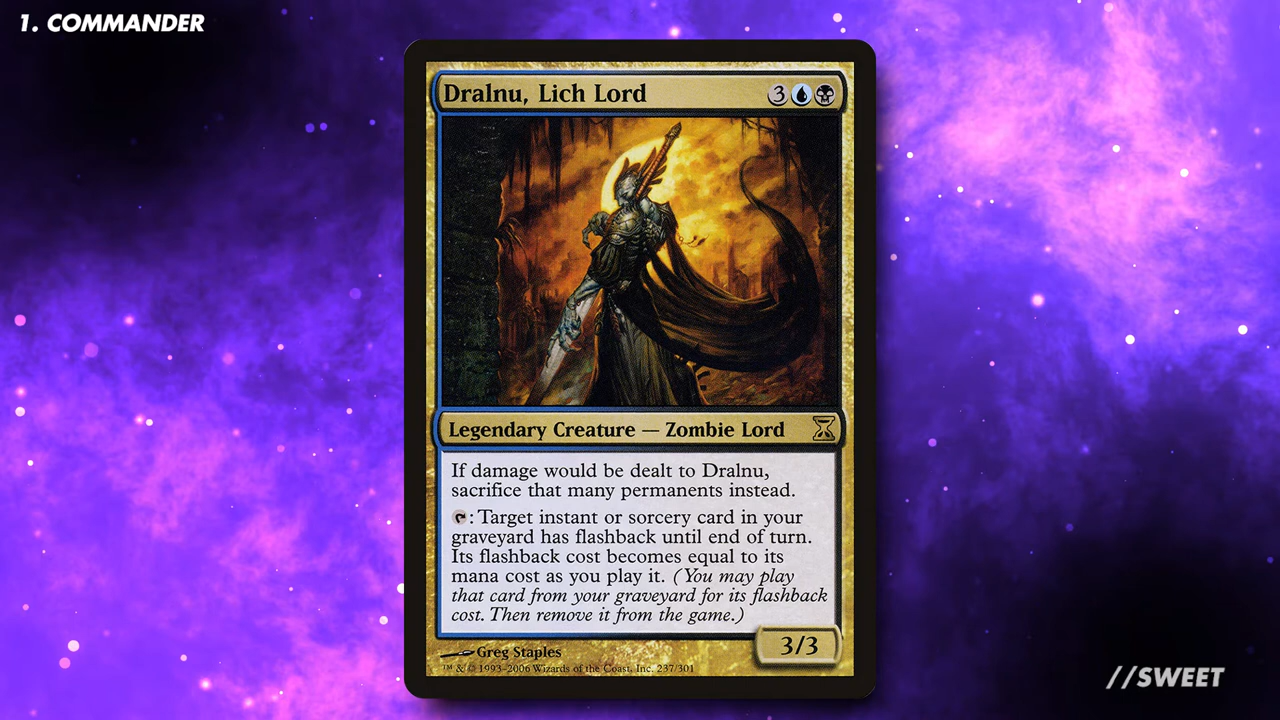 1. COMMANDER
Dralnu, Lich Lord 3
Legendary Creature — Zombie Lord
If damage would be dealt to Dralnu,
sacrifice that many permanents instead.
: Target instant or sorcery card in your
graveyard has flashback until end of turn.
Its flashback cost becomes equal to its
mana cost as you play it. (You may play
that card from your graveyard for its flashback
cost. Then remove it from the game.)
3/3
Greg Staples
™ & © 1993-2006 Wizards of the Coast, Inc. 237/301
//SWEET